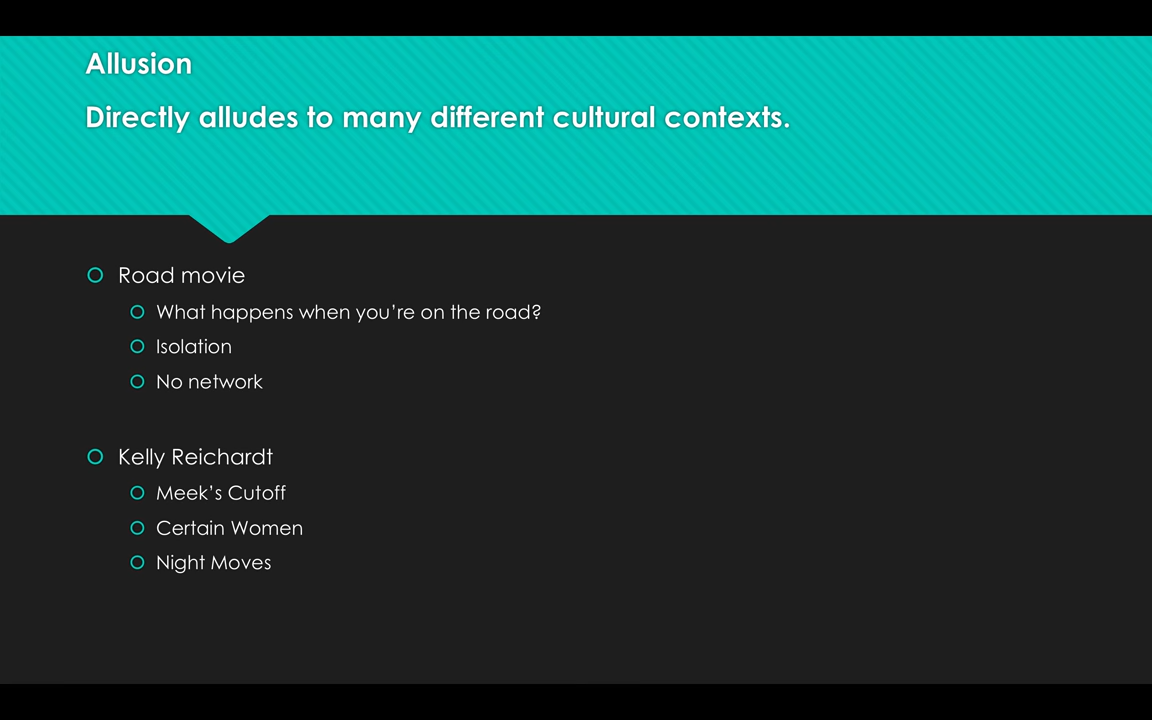 Allusion
Directly alludes to many different cultural contexts.
Road movie
What happens when you’re on the road?
Isolation
No network
Kelly Reichardt
Meek’s Cutoff
Certain Women
Night Moves